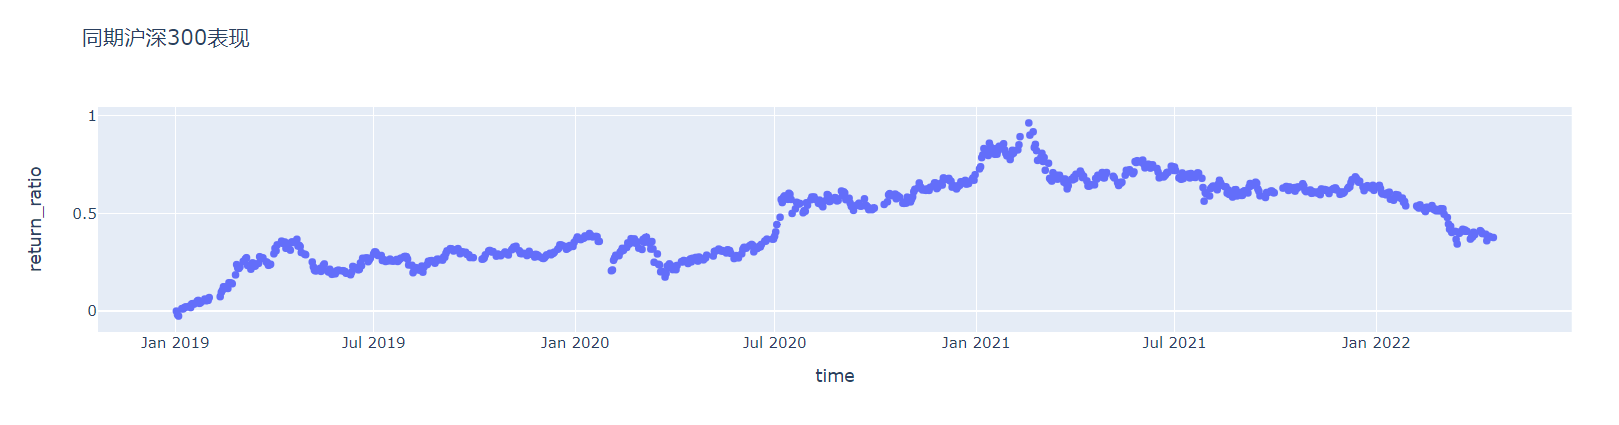 同期沪深300表现
return_ratio
1
0.5
0
Jan 2019
Jul 2019
Jan 2020
Jul 2020
Jan 2021
Jul 2021
Jan 2022
time